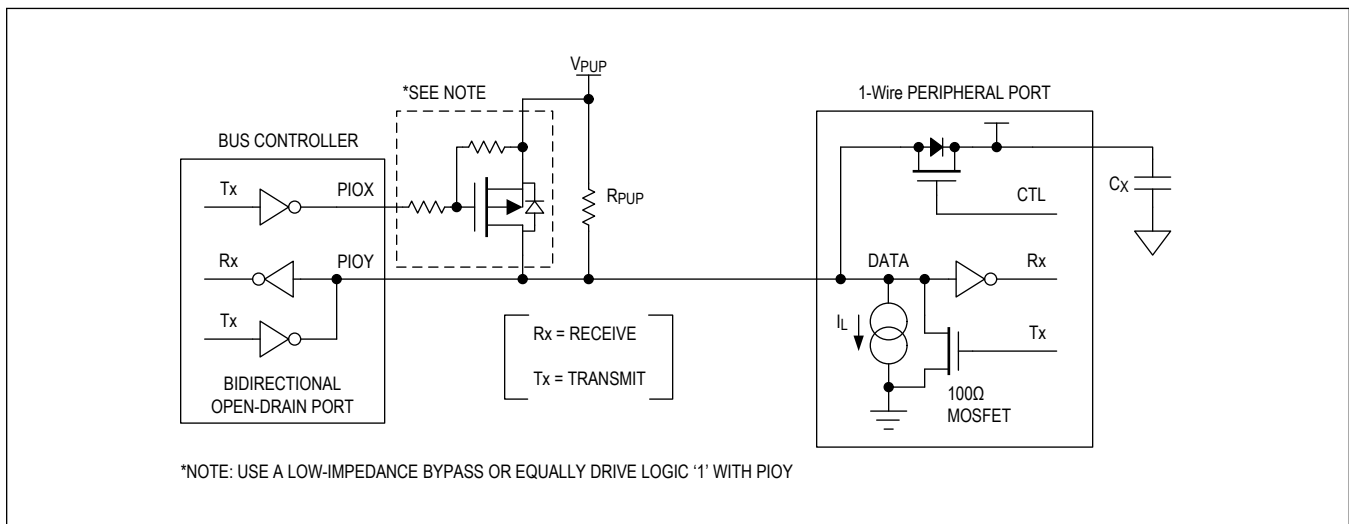 VPUP
*SEE NOTE
1-Wire PERIPHERAL PORT
BUS CONTROLLER
Tx
PIOX
RPUP
CX
CTL
Rx
PIOY
DATA
Rx
Tx
IL
Tx
Rx = RECEIVE
Tx = TRANSMIT
BIDIRECTIONAL
OPEN-DRAIN PORT
100Ω
MOSFET
*NOTE: USE A LOW-IMPEDANCE BYPASS OR EQUALLY DRIVE LOGIC ‘1’ WITH PIOY